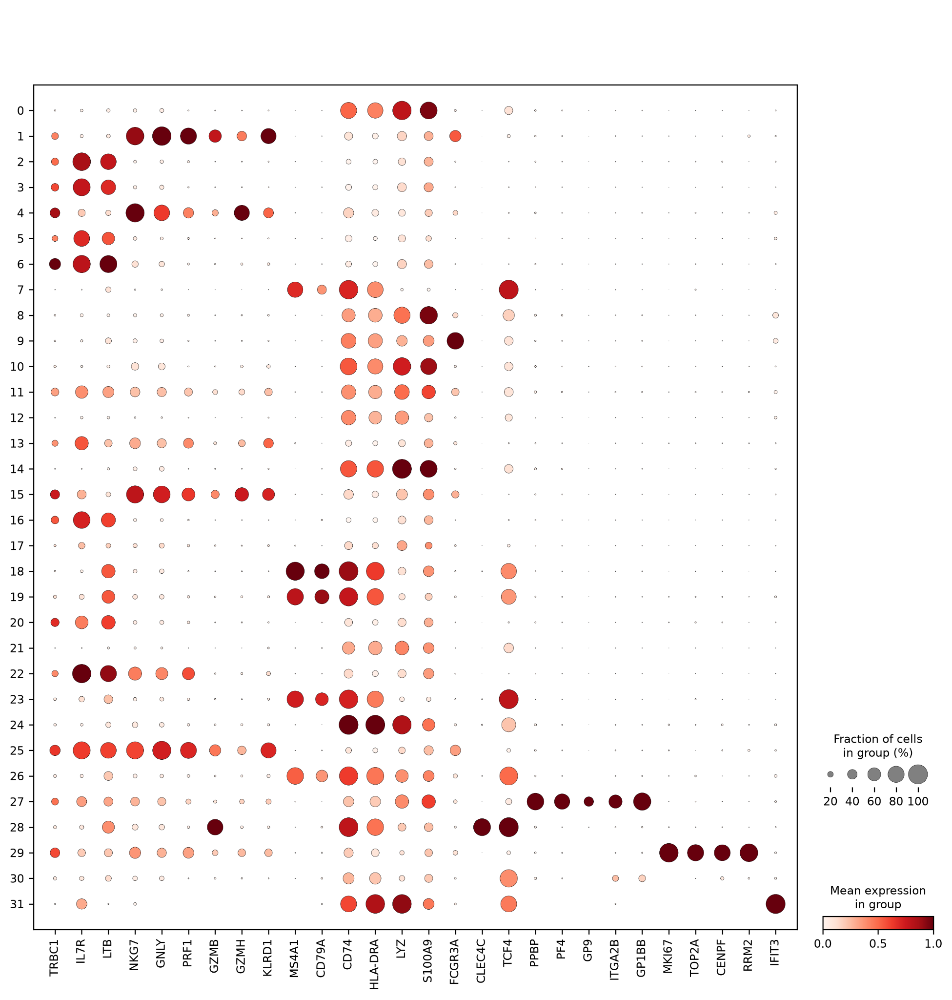 0
1
2
3
4
5
6
7
8
9
10
11
12
13
14
15
16
17
18
19
20
21
22
23
24
25
26
27
28
29
30
31
TRBC1
IL7R
LTB
NKG7
GNLY
PRF1
GZMB
GZMH
KLRD1
MS4A1
CD79A
CD74
HLA-DRA
LYZ
S100A9
FCGR3A
CLEC4C
TCF4
PPBP
PF4
GP9
ITGA2B
GP1BB
MKI67
TOP2A
CENPF
RRM2
IFIT3
Fraction of cells
in group (%)
20 40 60 80 100
Mean expression
in group
0.0 0.5 1.0